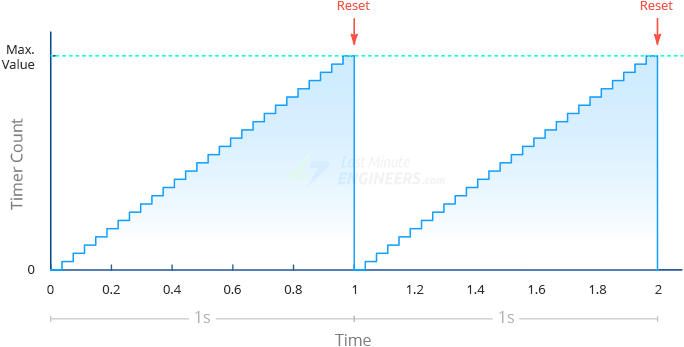 Reset
Reset
Max.
Value
Timer Count
Last Minute
ENGINEERS.com
0
0
0.2
0.4
0.6
0.8
1
1.2
1.4
1.6
1.8
2
1s
1s
Time